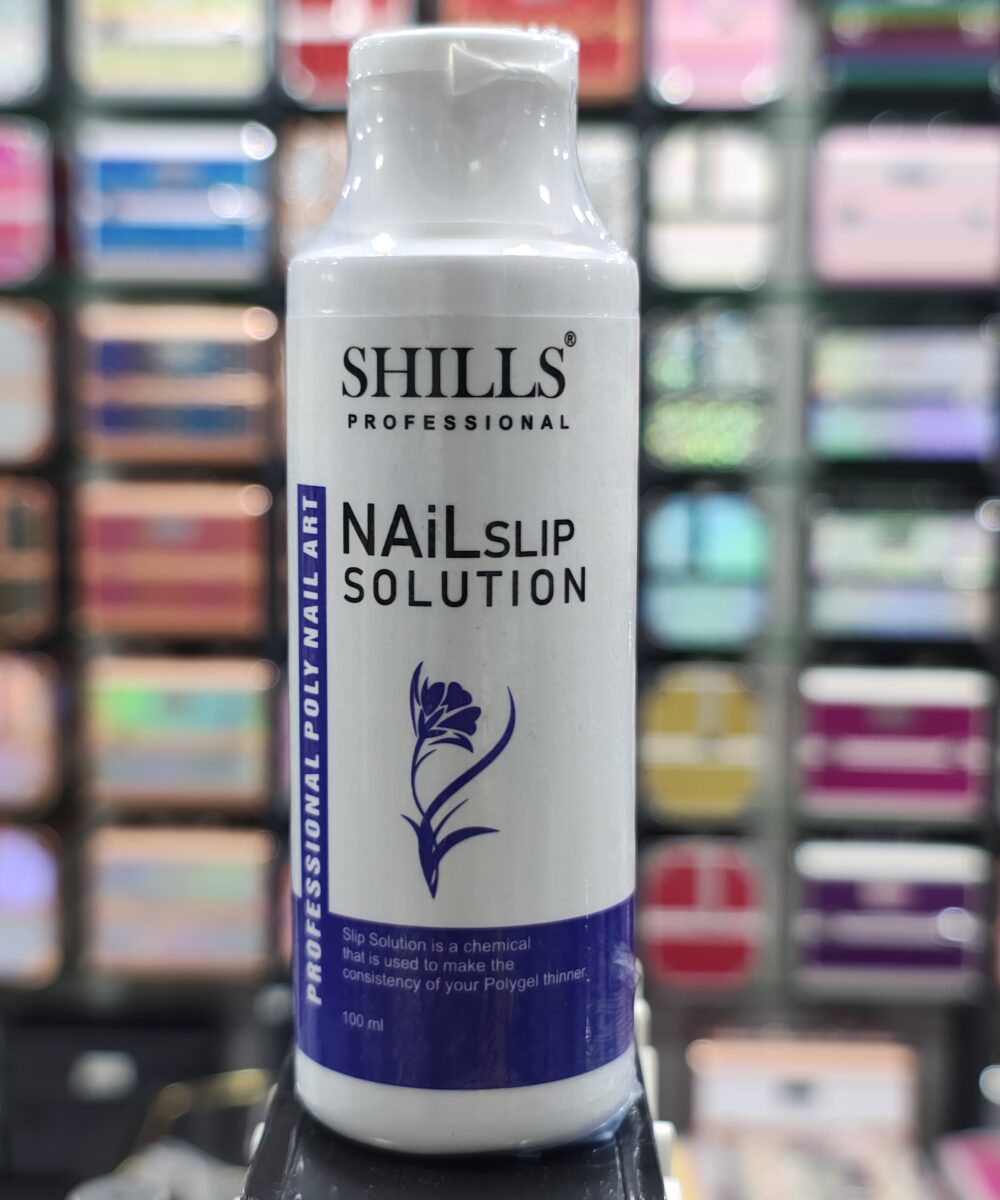 SHILLS®
PROFESSIONAL
NAiL SLIP
SOLUTION
PROFESSIONAL POLY NAIL ART
Slip Solution is a chemical
that is used to make the
consistency of your Polygel thinner.
100 ml